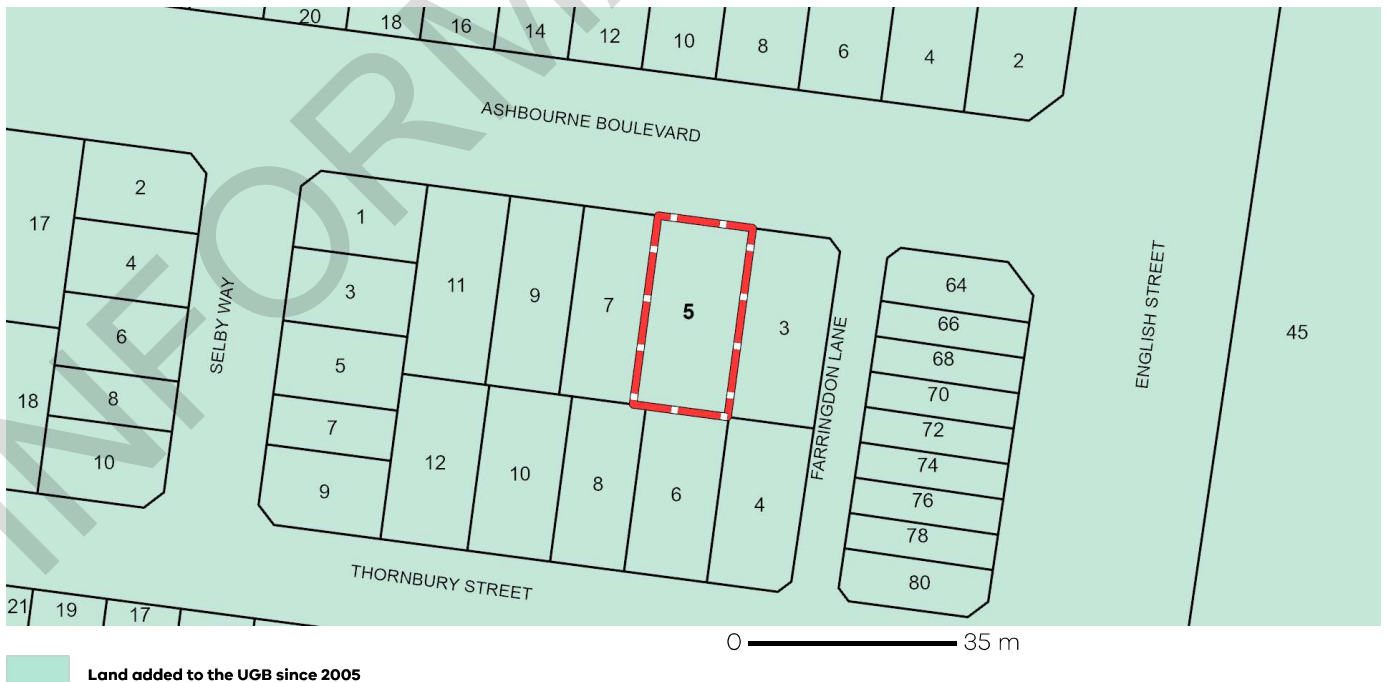 20 18 16 14 12 10 8 6 4 2
ASHBOURNE BOULEVARD
17
2
4
6
18
8
10
SELBY WAY
1
3
5
7
9
11 9 7 5 3
12 10 8 6 4
FARRINGDON LANE
64
66
68
70
72
74
76
78
80
ENGLISH STREET
45
THORNBURY STREET
21 19 17
0 35 m
Land added to the UGB since 2005
INFORMA